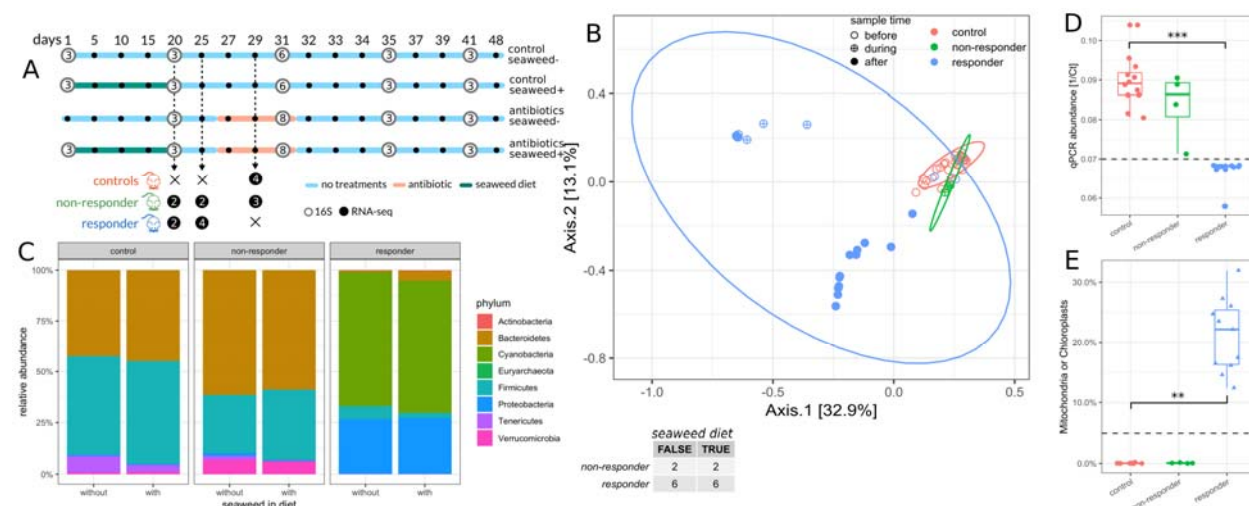 A
days 1 5 10 15 20 25 27 29 31 32 35 38 39 41 48
3 3 6 3 3 control seaweed-
3 3 6 3 3 control seaweed+
3 8 3 3 antibiotics seaweed-
3 3 8 3 3 antibiotics seaweed+
controls × × 4
non-responder 2 2 3
responder 2 4 ×
no treatments antibiotic seaweed diet
16S RNA-seq
B
sample time
before
during
after
control
non-responder
responder
0.4
0.0
-0.4
-0.8
Axis.2 [13.1%]
-1.0 -0.5 0.0 0.5
Axis.1 [32.9%]
seaweed diet
FALSE TRUE
non-responder 2 2
responder 6 6
C
control non-responder responder
100%
75%
50%
25%
0%
relative abundance
without with without with without with
seaweed in diet
phylum
Actinobacteria
Bacteroidetes
Cyanobacteria
Euryarchaeota
Firmicutes
Proteobacteria
Tenericutes
Verrucomicrobia
D
***
0.10
0.09
0.08
0.07
0.06
qPCR abundance [1/Ct]
control non-responder responder
E
30.0%
20.0%
10.0%
0.0%
**
Mitochondria or Chloroplasts
control non-responder responder